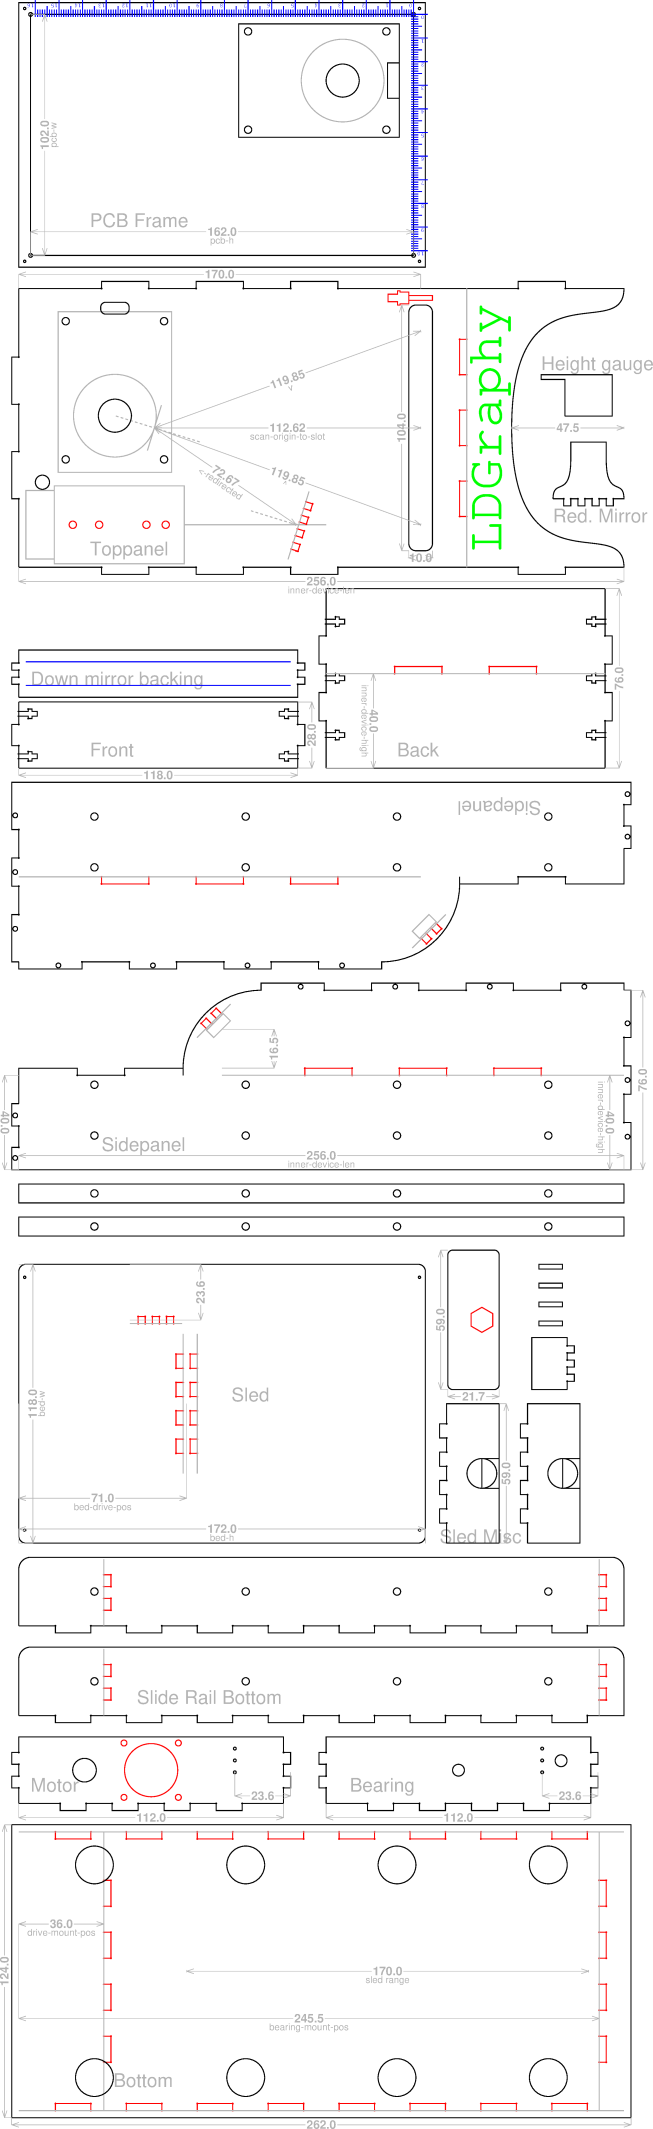 102.0
pcb-w
PCB Frame
162.0
pcb-h
170.0
119.85
112.62
scan-origin-to-slot
72.67
<-redirected
119.85
104.0
10.0
LDGraphy
Height gauge
47.5
Red. Mirror
Toppanel
256.0
inner-device-len
Down mirror backing
Front
28.0
118.0
Back
40.0
inner-device-high
76.0
Sidepanel
16.5
40.0
Sidepanel
40.0
inner-device-high
76.0
256.0
inner-device-len
23.6
118.0
bed-w
Sled
71.0
bed-drive-pos
172.0
bed-h
59.0
21.7
59.0
Sled Misc
Slide Rail Bottom
Motor
23.6
112.0
Bearing
23.6
112.0
124.0
36.0
drive-mount-pos
170.0
sled range
245.5
bearing-mount-pos
Bottom
262.0